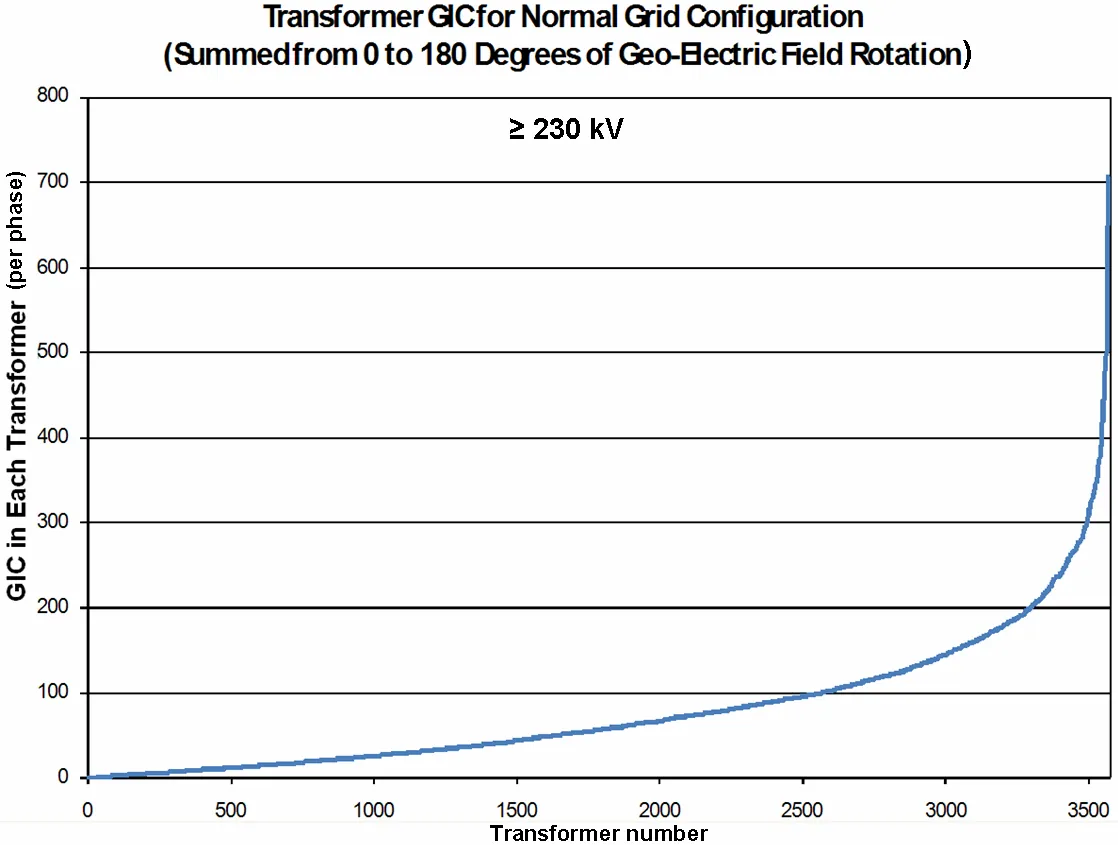 Transformer GIC for Normal Grid Configuration
(Summed from 0 to 180 Degrees of Geo-Electric Field Rotation)
≥ 230 kV
GIC in Each Transformer (per phase)
800
700
600
500
400
300
200
100
0
0 500 1000 1500 2000 2500 3000 3500
Transformer number